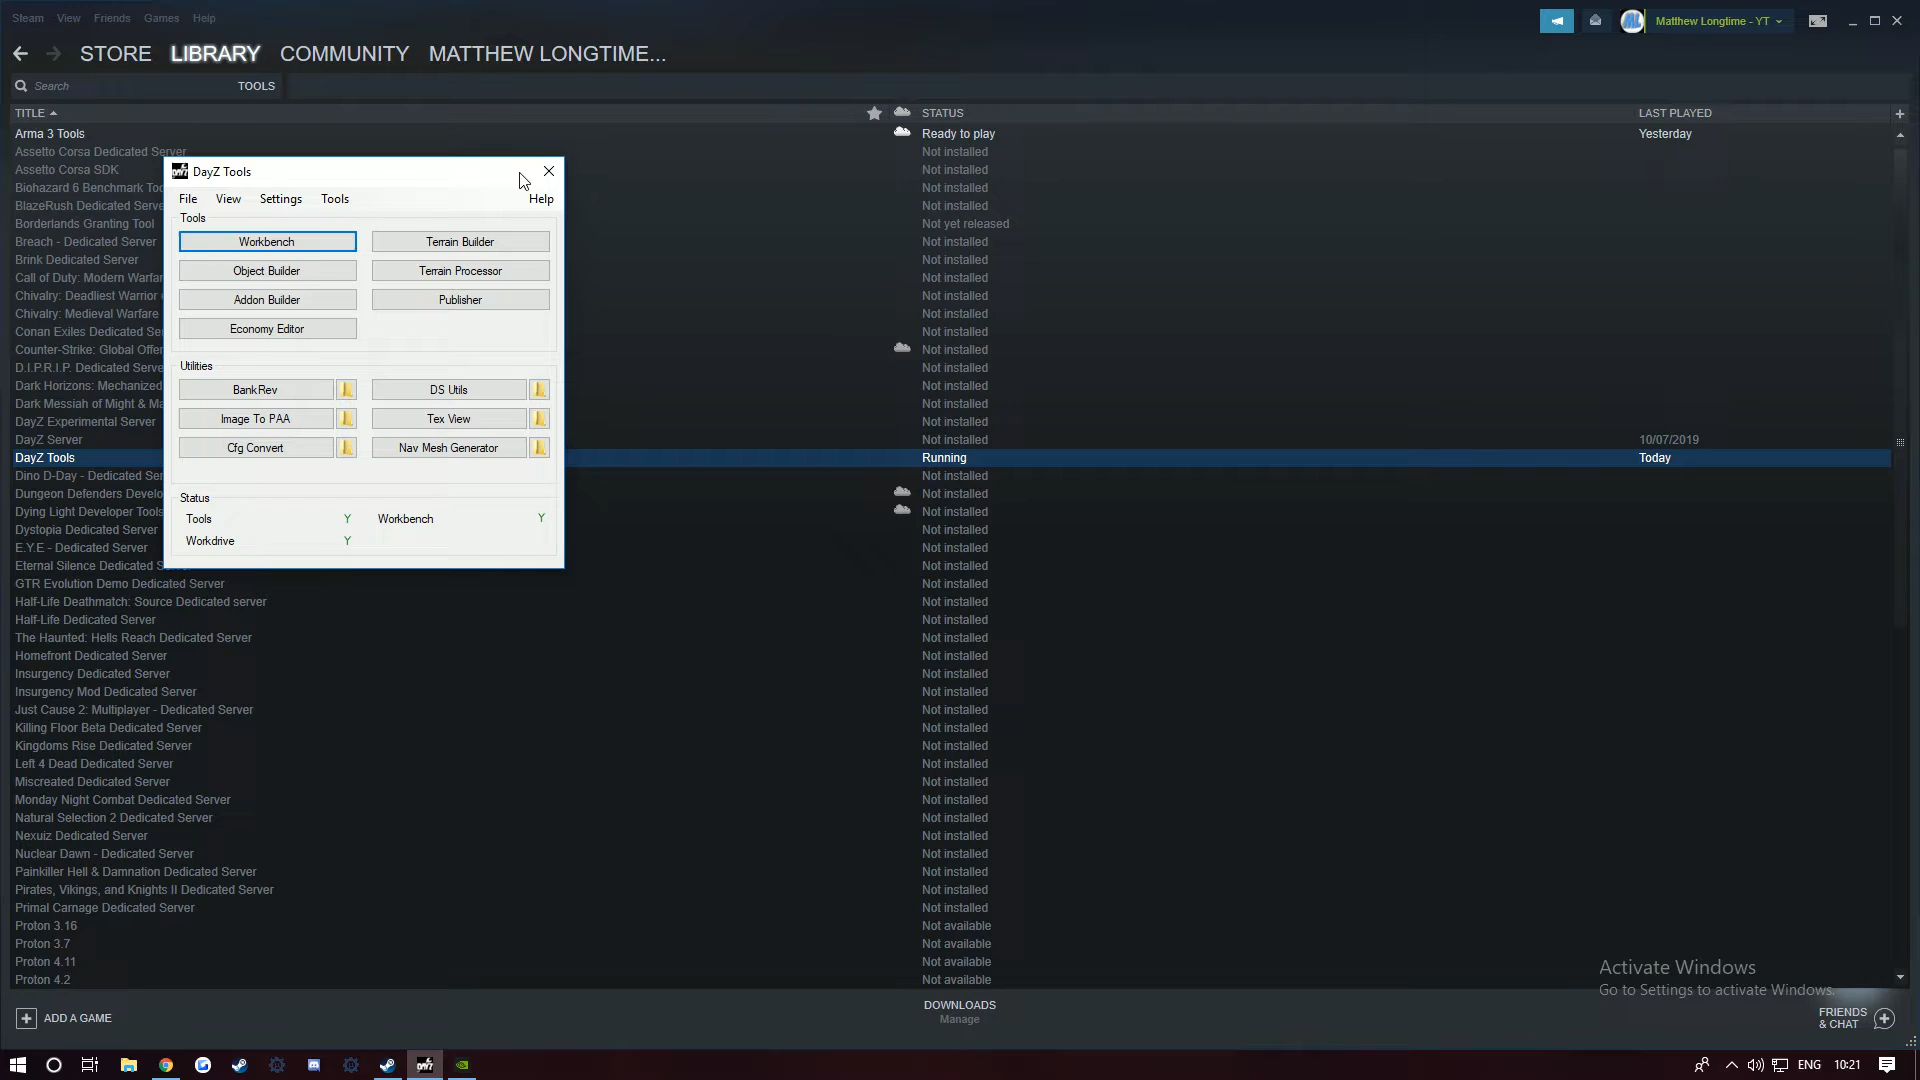 Steam View Friends Games Help
Matthew Longtime - YT
STORE LIBRARY COMMUNITY MATTHEW LONGTIME...
Search TOOLS
TITLE STATUS LAST PLAYED
Arma 3 Tools Ready to play Yesterday
Assetto Corsa Dedicated Server Not installed
Assetto Corsa SDK Not installed
Biohazard 6 Benchmark Too Not installed
BlazeRush Dedicated Serve Not installed
Borderlands Granting Tool Not yet released
Breach - Dedicated Server Not installed
Brink Dedicated Server Not installed
Call of Duty: Modern Warfar Not installed
Chivalry: Deadliest Warrior Not installed
Chivalry: Medieval Warfare Not installed
Conan Exiles Dedicated Se Not installed
Counter-Strike: Global Offer Not installed
D.I.P.R.I.P. Dedicated Serve Not installed
Dark Horizons: Mechanized Not installed
Dark Messiah of Might & Ma Not installed
DayZ Experimental Server Not installed
DayZ Server Not installed 10/07/2019
DayZ Tools Running Today
Dino D-Day - Dedicated Ser Not installed
Dungeon Defenders Develo Not installed
Dying Light Developer Tools Not installed
Dystopia Dedicated Server Not installed
E.Y.E - Dedicated Server Not installed
Eternal Silence Dedicated S Not installed
GTR Evolution Demo Dedicated Server Not installed
Half-Life Deathmatch: Source Dedicated server Not installed
Half-Life Dedicated Server Not installed
The Haunted: Hells Reach Dedicated Server Not installed
Homefront Dedicated Server Not installed
Insurgency Dedicated Server Not installed
Insurgency Mod Dedicated Server Not installed
Just Cause 2: Multiplayer - Dedicated Server Not installed
Killing Floor Beta Dedicated Server Not installed
Kingdoms Rise Dedicated Server Not installed
Left 4 Dead Dedicated Server Not installed
Miscreated Dedicated Server Not installed
Monday Night Combat Dedicated Server Not installed
Natural Selection 2 Dedicated Server Not installed
Nexuiz Dedicated Server Not installed
Nuclear Dawn - Dedicated Server Not installed
Painkiller Hell & Damnation Dedicated Server Not installed
Pirates, Vikings, and Knights II Dedicated Server Not installed
Primal Carnage Dedicated Server Not installed
Proton 3.16 Not available
Proton 3.7 Not available
Proton 4.11 Not available
Proton 4.2 Not available
DayZ Tools
File View Settings Tools Help
Tools
Workbench Terrain Builder
Object Builder Terrain Processor
Addon Builder Publisher
Economy Editor
Utilities
BankRev DS Utils
Image To PAA Tex View
Cfg Convert Nav Mesh Generator
Status
Tools Y Workbench Y
Workdrive Y
Activate Windows
Go to Settings to activate Windows.
ADD A GAME
DOWNLOADS
Manage
FRIENDS
& CHAT
DAYZ
ENG 10:21